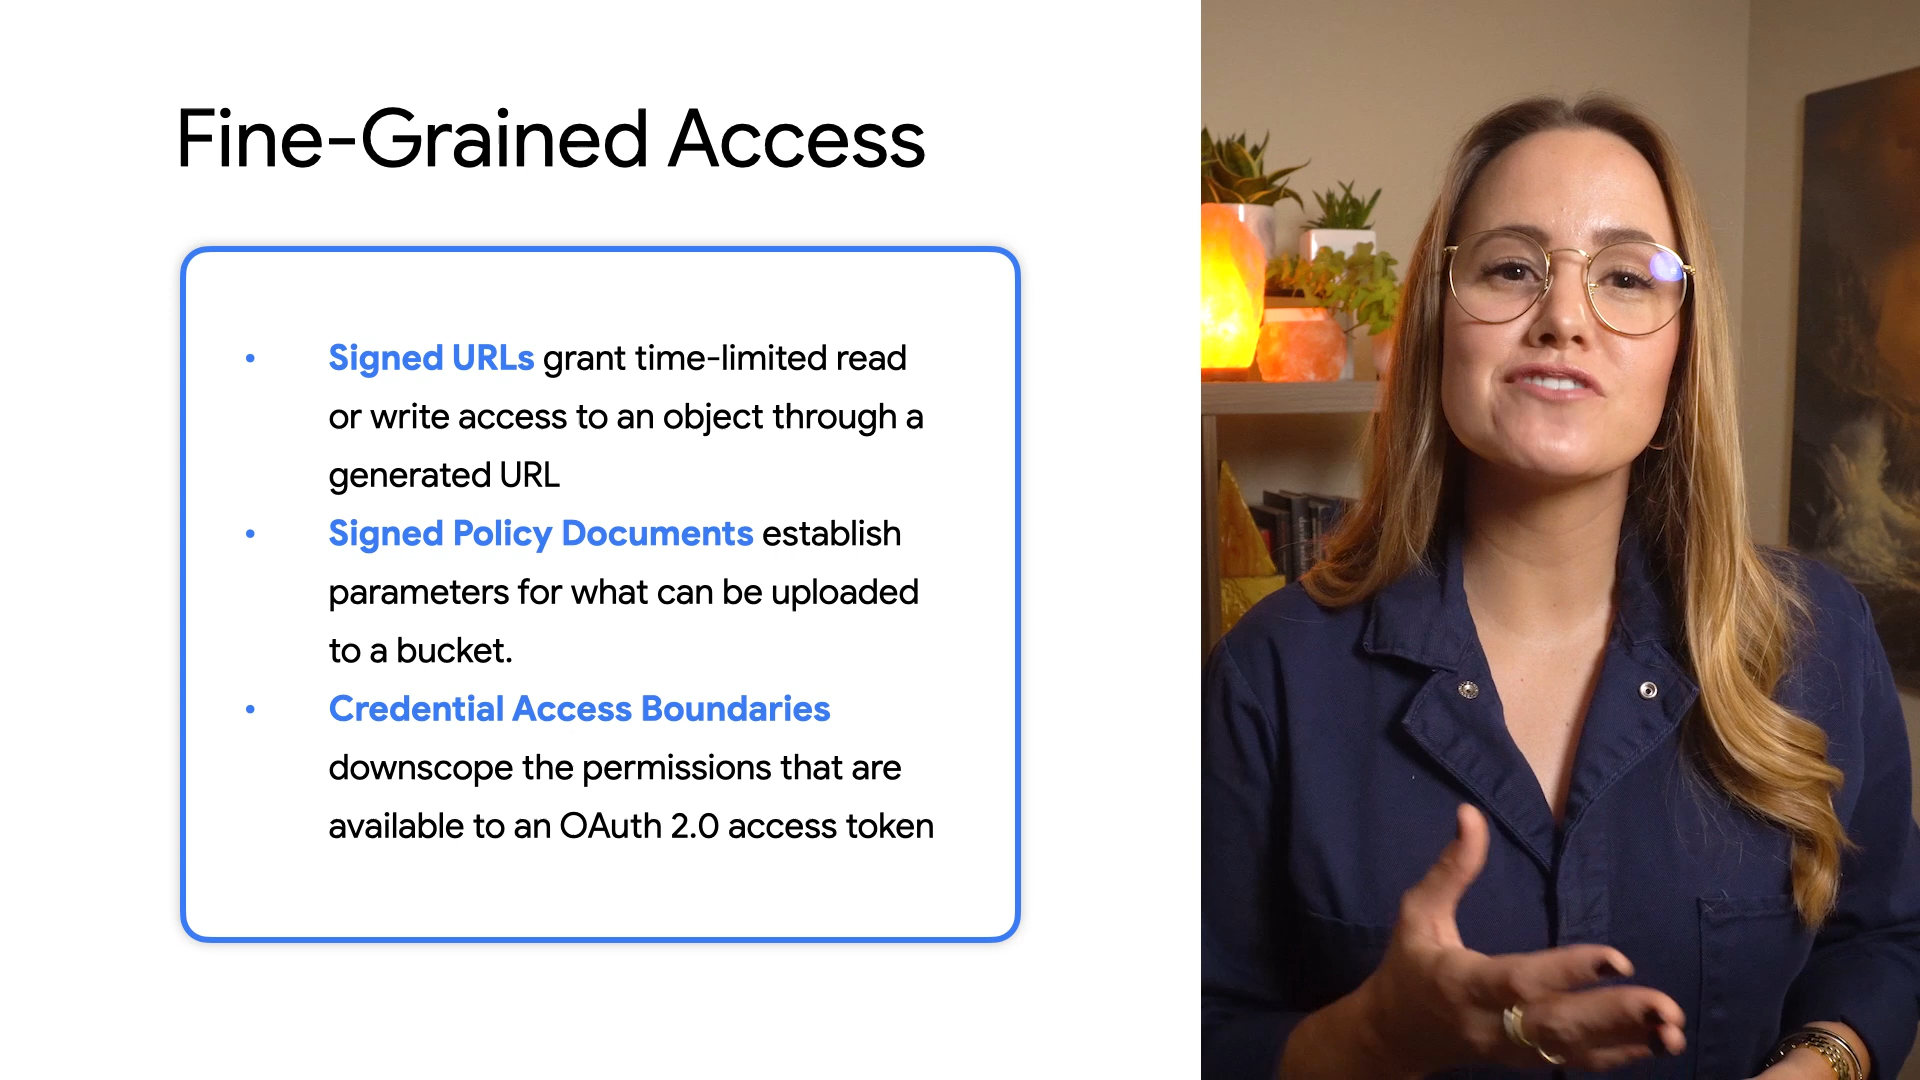 Fine-Grained Access
• Signed URLs grant time-limited read
or write access to an object through a
generated URL
• Signed Policy Documents establish
parameters for what can be uploaded
to a bucket.
• Credential Access Boundaries
downscope the permissions that are
available to an OAuth 2.0 access token